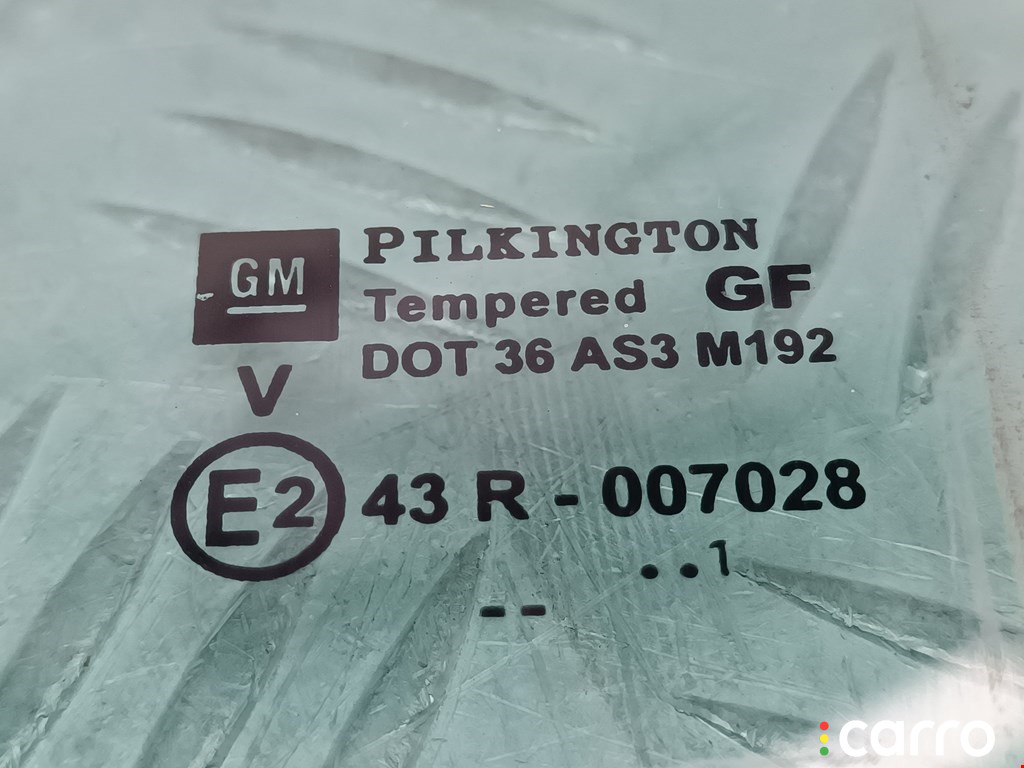 GM
PILKINGTON
Tempered GF
DOT 36 AS3 M192
V
E2 43 R - 007028
..1
--
carro